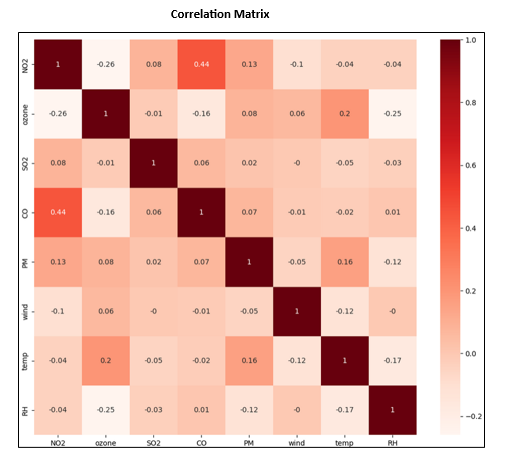 Correlation Matrix
NO2 1 -0.26 0.08 0.44 0.13 -0.1 -0.04 -0.04
ozone -0.26 1 -0.01 -0.16 0.08 0.06 0.2 -0.25
SO2 0.08 -0.01 1 0.06 0.02 -0 -0.05 -0.03
CO 0.44 -0.16 0.06 1 0.07 -0.01 -0.02 0.01
PM 0.13 0.08 0.02 0.07 1 -0.05 0.16 -0.12
wind -0.1 0.06 -0 -0.01 -0.05 1 -0.12 -0
temp -0.04 0.2 -0.05 -0.02 0.16 -0.12 1 -0.17
RH -0.04 -0.25 -0.03 0.01 -0.12 -0 -0.17 1
NO2 ozone SO2 CO PM wind temp RH
1.0
0.8
0.6
0.4
0.2
0.0
−0.2